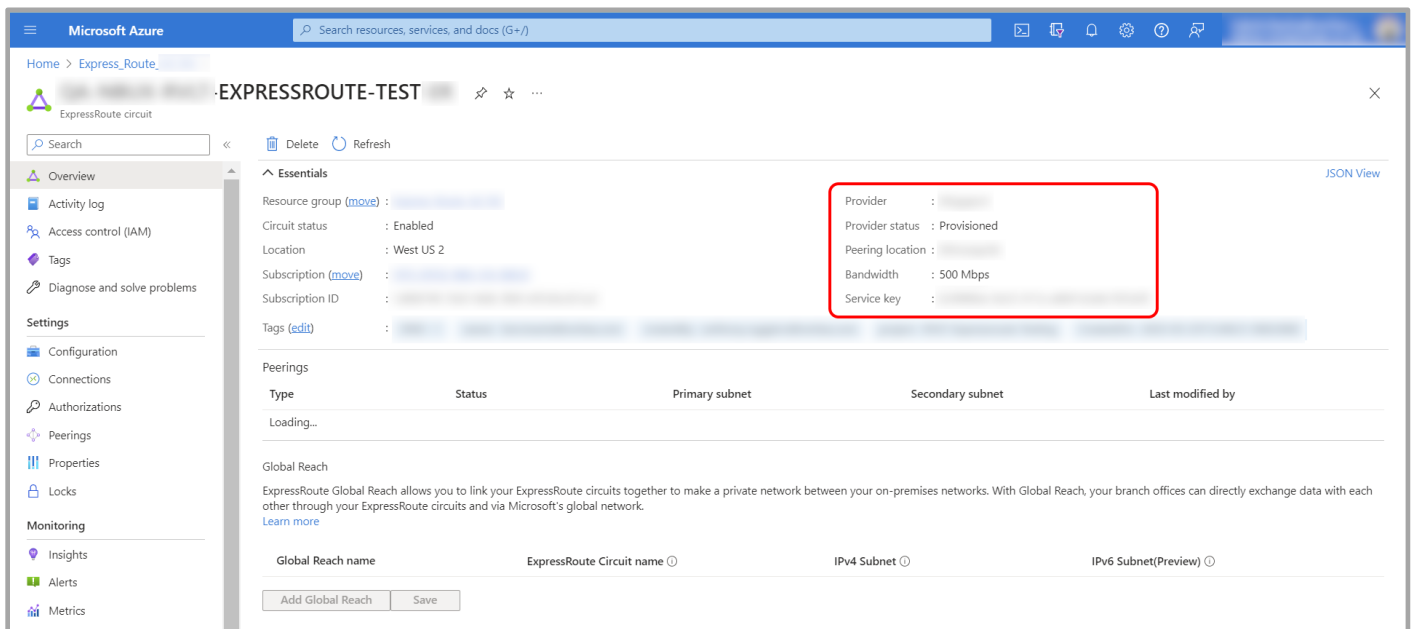 Microsoft Azure
Search resources, services, and docs (G+/)
Home > Express_Route_
-EXPRESSROUTE-TEST
ExpressRoute circuit
Search
Delete Refresh
Overview
Activity log
Access control (IAM)
Tags
Diagnose and solve problems
Settings
Configuration
Connections
Authorizations
Peerings
Properties
Locks
Monitoring
Insights
Alerts
Metrics
Essentials
JSON View
Resource group (move) :
Circuit status : Enabled
Location : West US 2
Subscription (move) :
Subscription ID :
Tags (edit) :
Provider :
Provider status : Provisioned
Peering location :
Bandwidth : 500 Mbps
Service key :
Peerings
Type Status Primary subnet Secondary subnet Last modified by
Loading...
Global Reach
ExpressRoute Global Reach allows you to link your ExpressRoute circuits together to make a private network between your on-premises networks. With Global Reach, your branch offices can directly exchange data with each
other through your ExpressRoute circuits and via Microsoft's global network.
Learn more
Global Reach name ExpressRoute Circuit name IPv4 Subnet IPv6 Subnet(Preview)
Add Global Reach Save